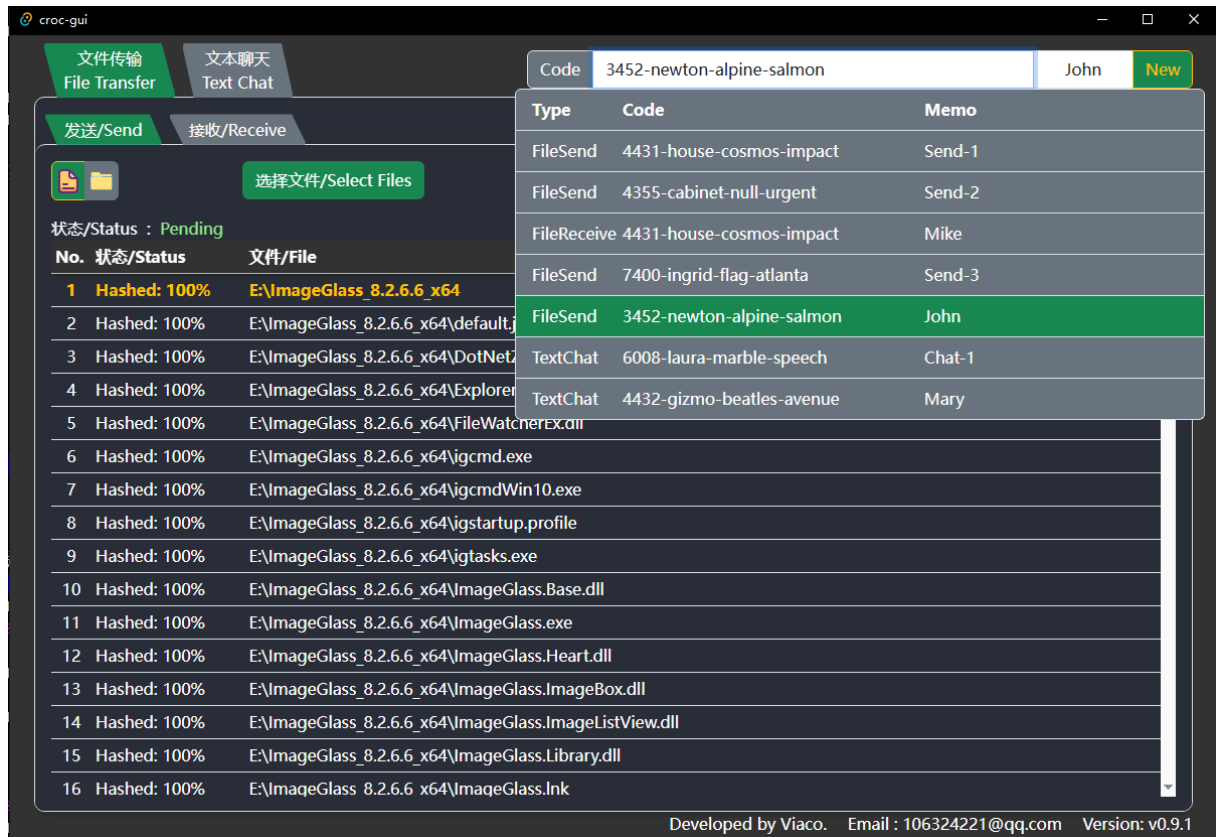 croc-gui
文件传输
File Transfer
文本聊天
Text Chat
Code 3452-newton-alpine-salmon John New
发送/Send 接收/Receive
选择文件/Select Files
状态/Status : Pending
No. 状态/Status 文件/File
1 Hashed: 100% E:\ImageGlass_8.2.6.6_x64
2 Hashed: 100% E:\ImageGlass_8.2.6.6_x64\default.j
3 Hashed: 100% E:\ImageGlass_8.2.6.6_x64\DotNetZ
4 Hashed: 100% E:\ImageGlass_8.2.6.6_x64\Explorer
5 Hashed: 100% E:\ImageGlass_8.2.6.6_x64\FileWatcherEx.dll
6 Hashed: 100% E:\ImageGlass_8.2.6.6_x64\igcmd.exe
7 Hashed: 100% E:\ImageGlass_8.2.6.6_x64\igcmdWin10.exe
8 Hashed: 100% E:\ImageGlass_8.2.6.6_x64\igstartup.profile
9 Hashed: 100% E:\ImageGlass_8.2.6.6_x64\igtasks.exe
10 Hashed: 100% E:\ImageGlass_8.2.6.6_x64\ImageGlass.Base.dll
11 Hashed: 100% E:\ImageGlass_8.2.6.6_x64\ImageGlass.exe
12 Hashed: 100% E:\ImageGlass_8.2.6.6_x64\ImageGlass.Heart.dll
13 Hashed: 100% E:\ImageGlass_8.2.6.6_x64\ImageGlass.ImageBox.dll
14 Hashed: 100% E:\ImageGlass_8.2.6.6_x64\ImageGlass.ImageListView.dll
15 Hashed: 100% E:\ImageGlass_8.2.6.6_x64\ImageGlass.Library.dll
16 Hashed: 100% E:\ImageGlass_8.2.6.6_x64\ImageGlass.lnk
Type Code Memo
FileSend 4431-house-cosmos-impact Send-1
FileSend 4355-cabinet-null-urgent Send-2
FileReceive 4431-house-cosmos-impact Mike
FileSend 7400-ingrid-flag-atlanta Send-3
FileSend 3452-newton-alpine-salmon John
TextChat 6008-laura-marble-speech Chat-1
TextChat 4432-gizmo-beatles-avenue Mary
Developed by Viaco. Email : 106324221@qq.com Version: v0.9.1